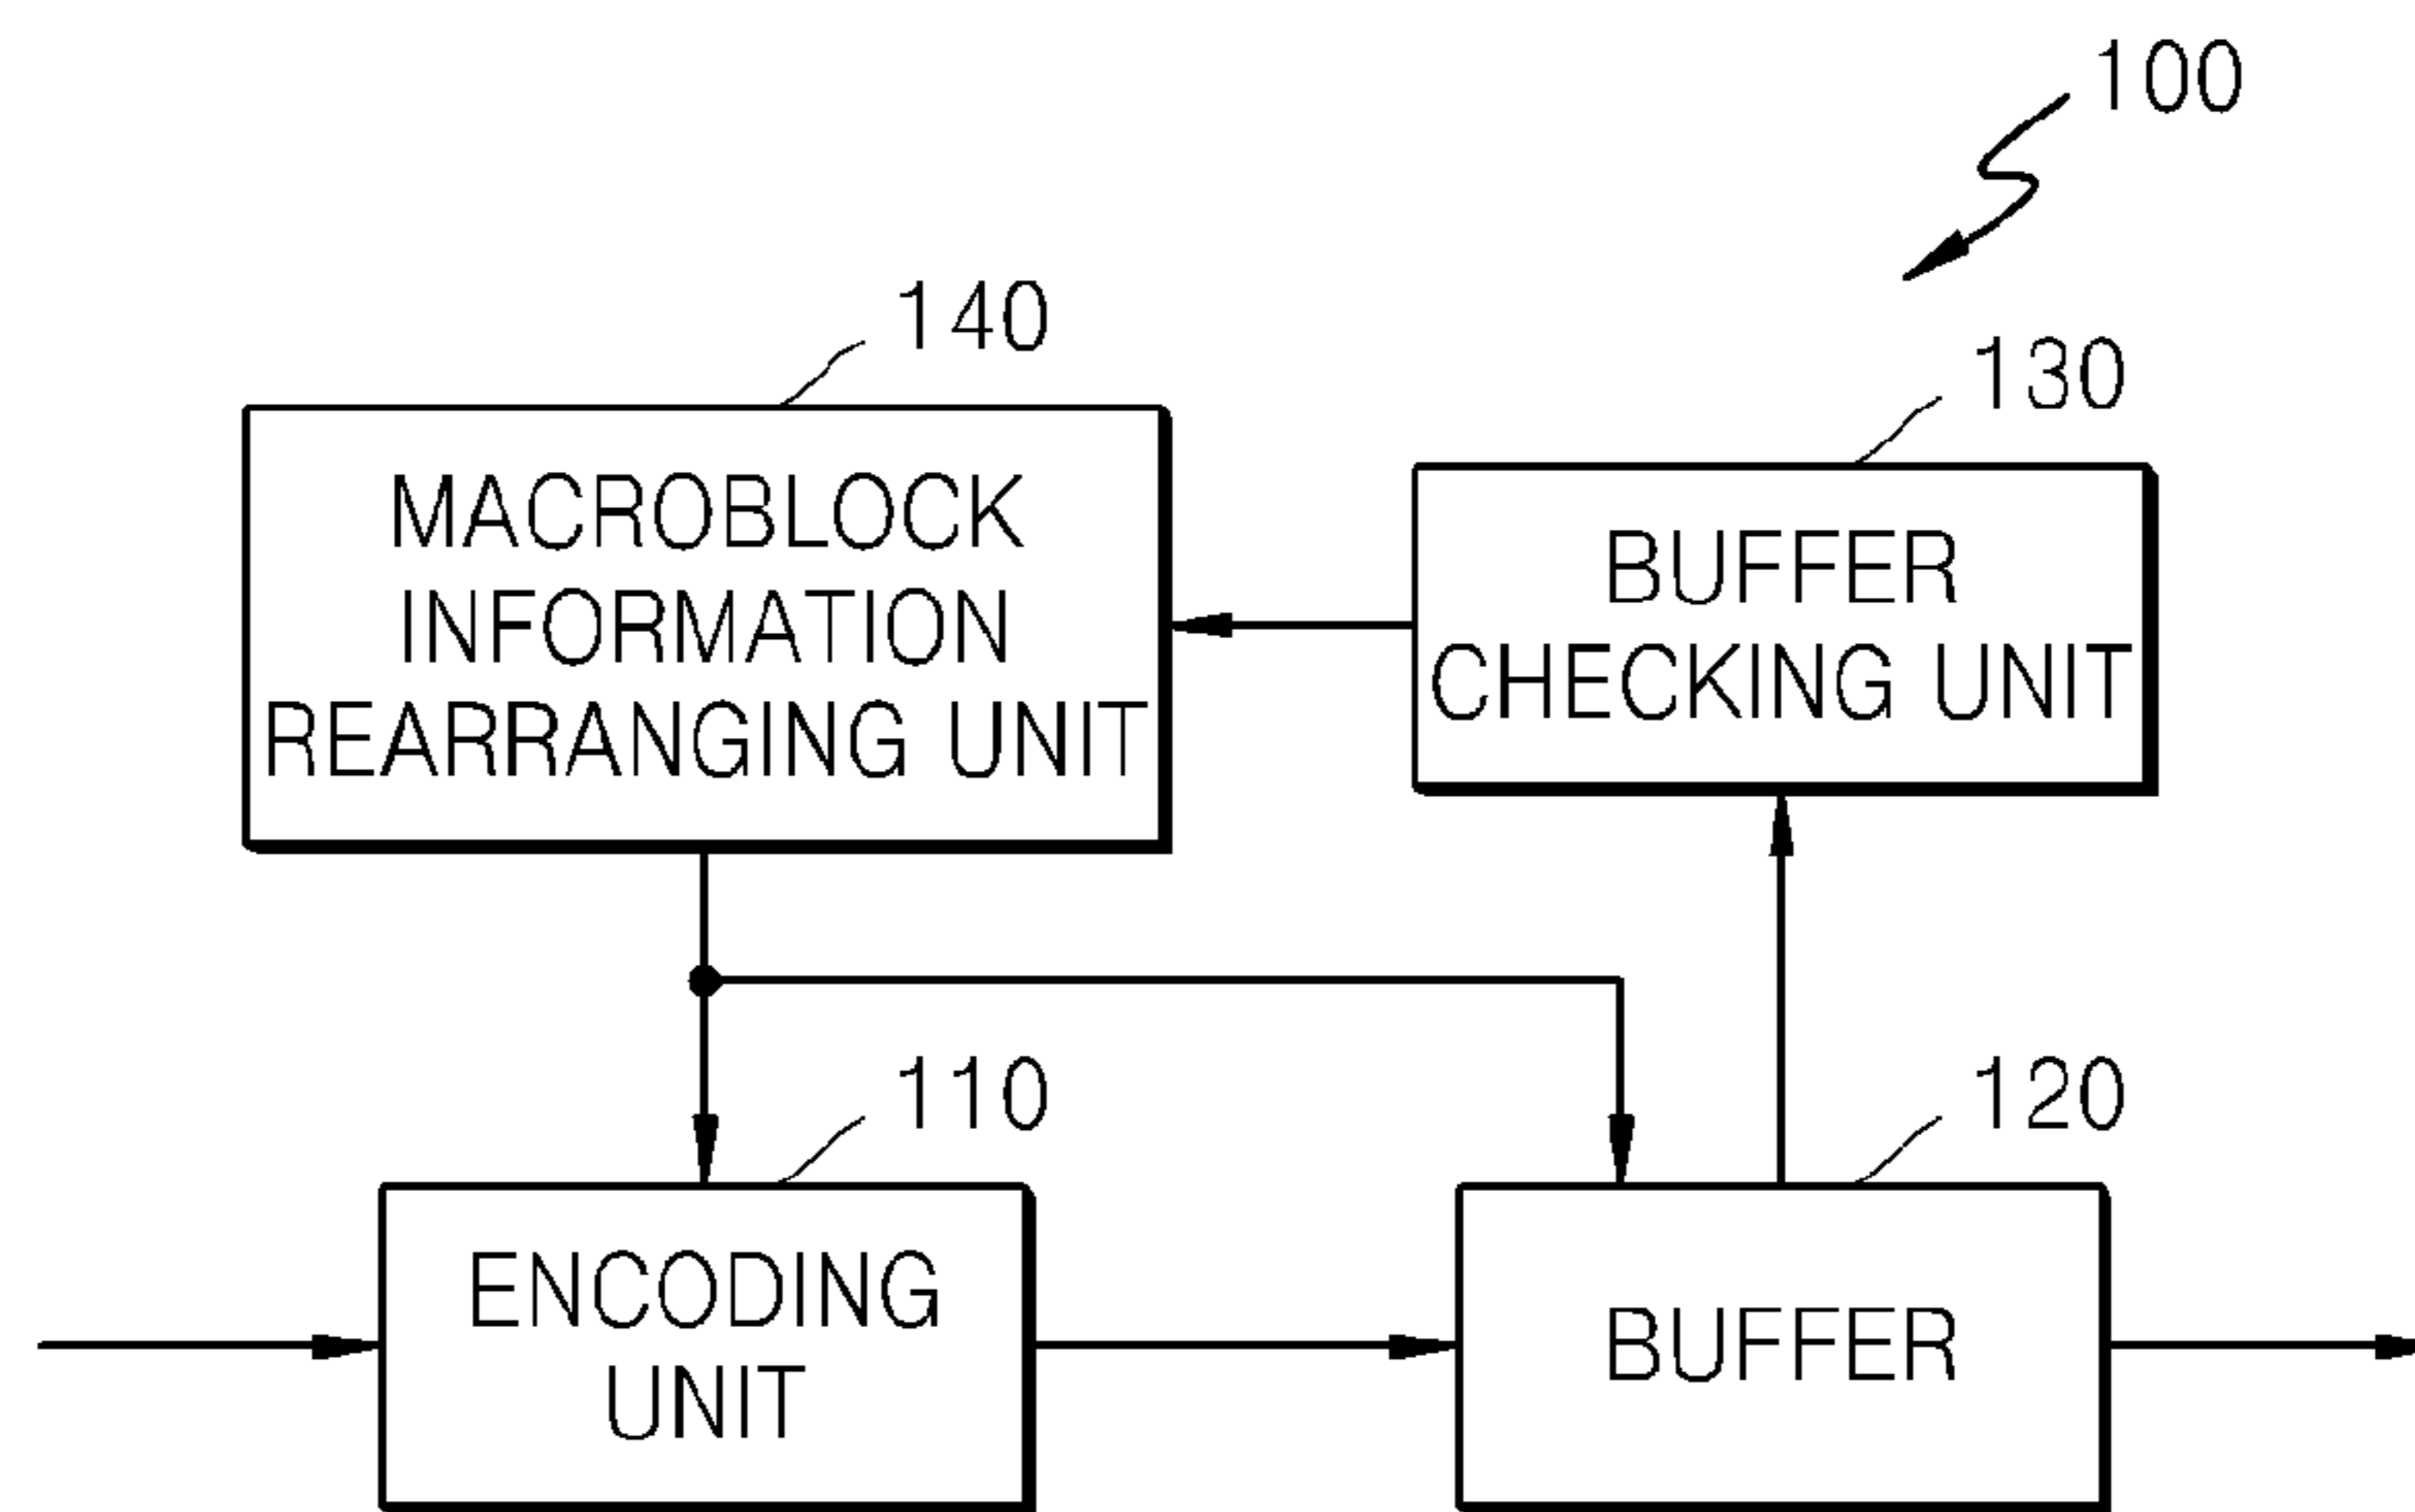 100
140
130
MACROBLOCK
INFORMATION
REARRANGING UNIT
BUFFER
CHECKING UNIT
110
120
ENCODING
UNIT
BUFFER